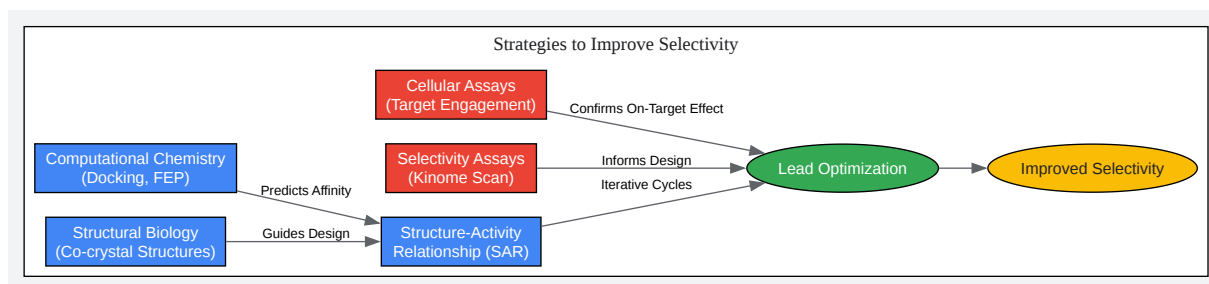 Strategies to Improve Selectivity
Cellular Assays
(Target Engagement)
Confirms On-Target Effect
Computational Chemistry
(Docking, FEP)
Selectivity Assays
(Kinome Scan)
Informs Design
Lead Optimization
Improved Selectivity
Predicts Affinity
Iterative Cycles
Structural Biology
(Co-crystal Structures)
Guides Design
Structure-Activity
Relationship (SAR)